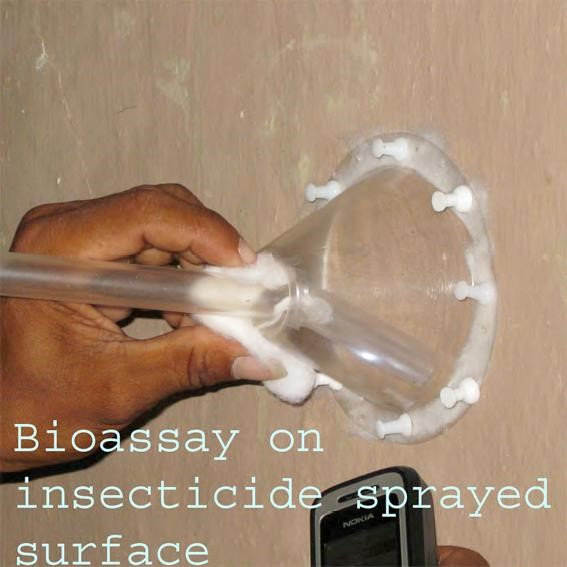 Bioassay on
insecticide sprayed
surface
NOKIA